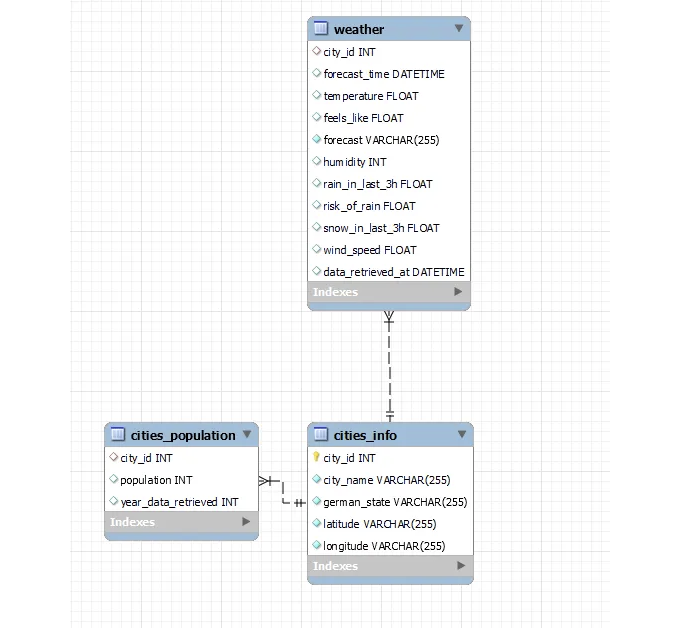 weather
city_id INT
forecast_time DATETIME
temperature FLOAT
feels_like FLOAT
forecast VARCHAR(255)
humidity INT
rain_in_last_3h FLOAT
risk_of_rain FLOAT
snow_in_last_3h FLOAT
wind_speed FLOAT
data_retrieved_at DATETIME
Indexes
cities_population
city_id INT
population INT
year_data_retrieved INT
Indexes
cities_info
city_id INT
city_name VARCHAR(255)
german_state VARCHAR(255)
latitude VARCHAR(255)
longitude VARCHAR(255)
Indexes